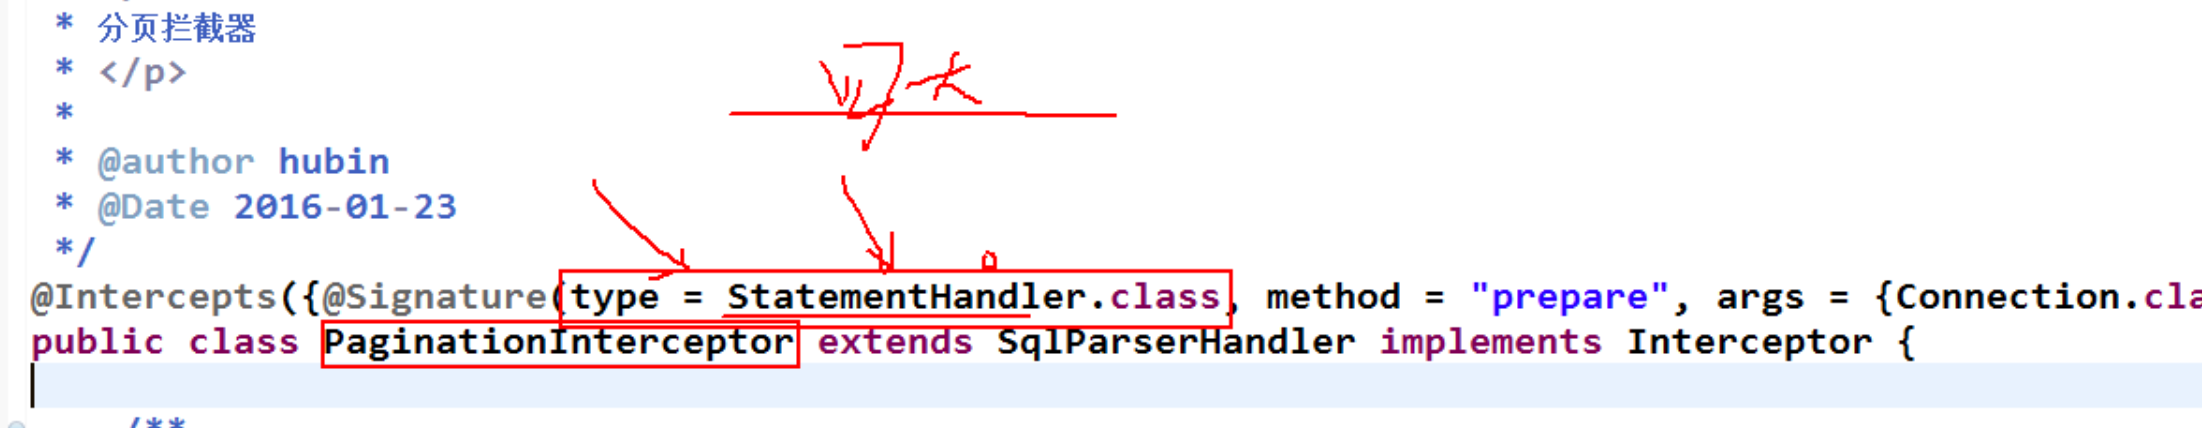 * 分页拦截器
* </p>
*
* @author hubin
* @Date 2016-01-23
*/
@Intercepts({@Signature(type = StatementHandler.class, method = "prepare", args = {Connection.cla
public class PaginationInterceptor extends SqlParserHandler implements Interceptor {
/**